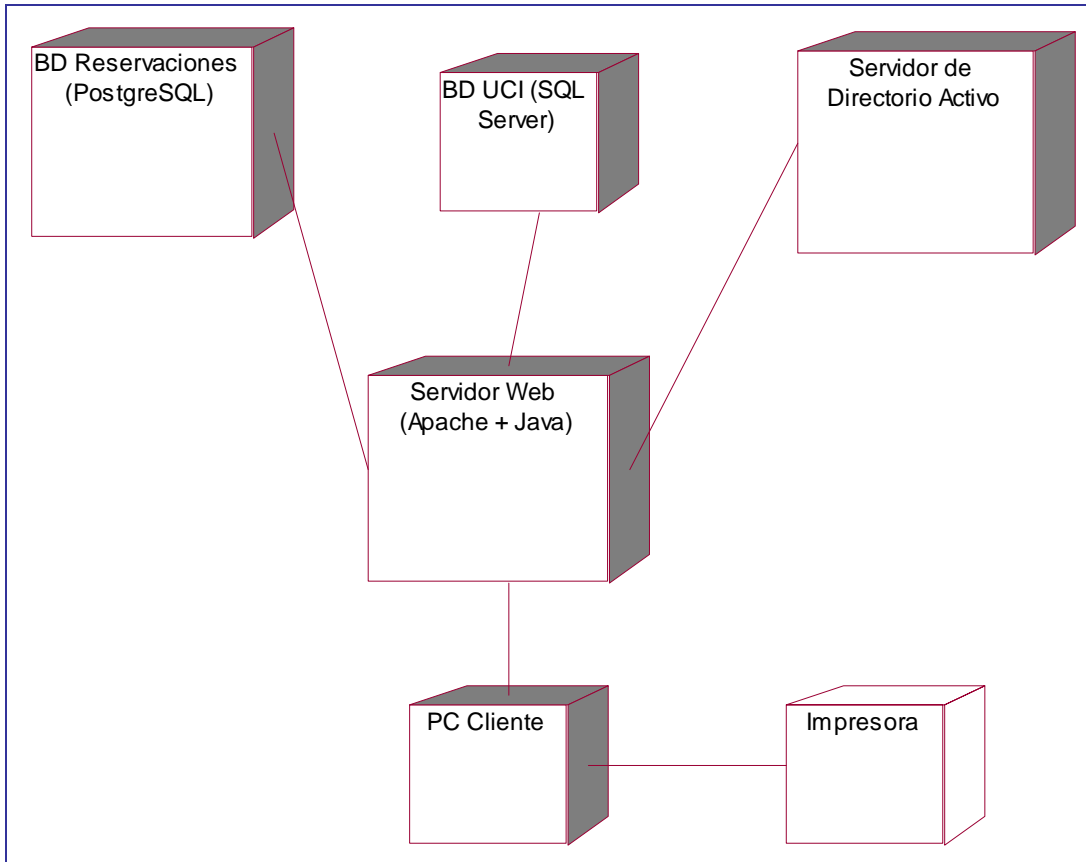 BD Reservaciones
(PostgreSQL)
BD UCI (SQL
Server)
Servidor de
Directorio Activo
Servidor Web
(Apache + Java)
PC Cliente
Impresora